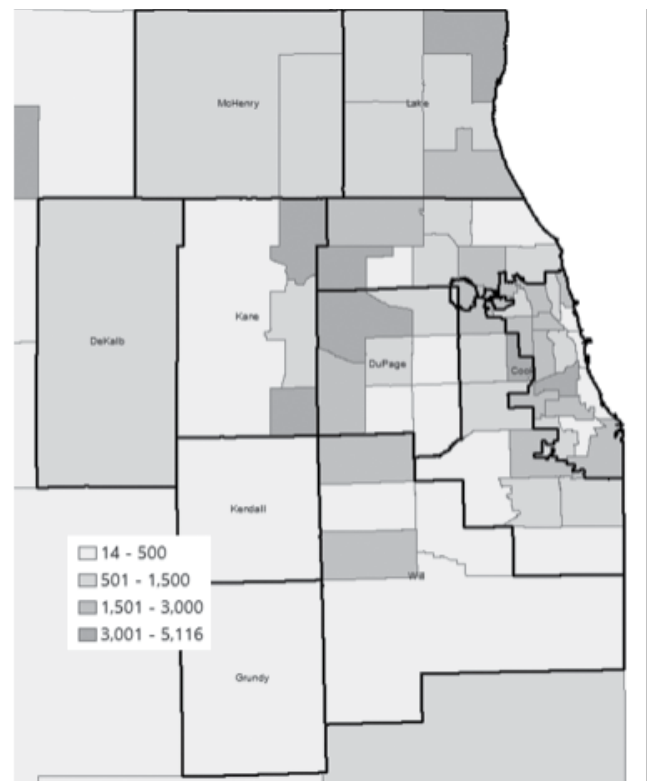 McHenry
Lake
Kane
DeKalb
DuPage
Cook
Kendall
14 - 500
501 - 1,500
1,501 - 3,000
3,001 - 5,116
Will
Grundy